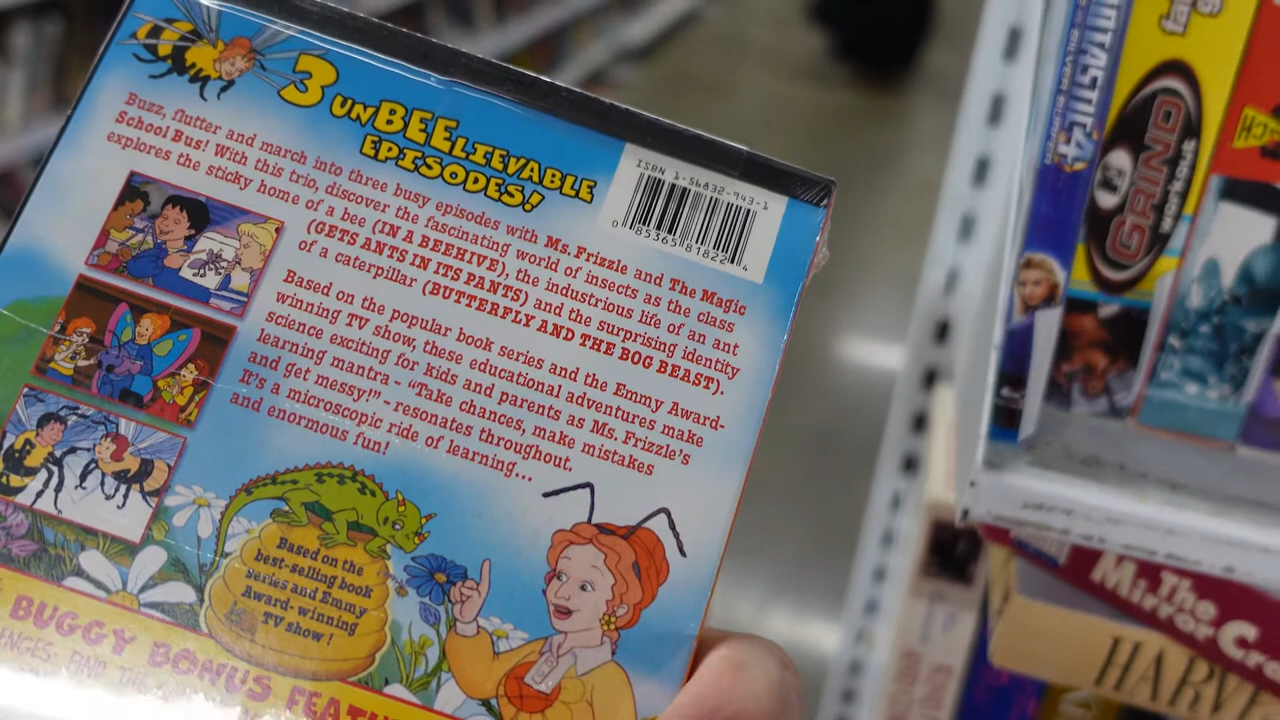 3 UNBEELIEVABLE
EPISODES!
ISBN 1-56832-943-1
0 85365 81822 4
Buzz, flutter and march into three busy episodes with Ms. Frizzle and The Magic
School Bus! With this trio, discover the fascinating world of insects as the class
explores the sticky home of a bee (IN A BEEHIVE), the industrious life of an ant
(GETS ANTS IN ITS PANTS) and the surprising identity
of a caterpillar (BUTTERFLY AND THE BOG BEAST).
Based on the popular book series and the Emmy Award-
winning TV show, these educational adventures make
science exciting for kids and parents as Ms. Frizzle's
learning mantra - "Take chances, make mistakes
and get messy!" - resonates throughout.
It's a microscopic ride of learning...
and enormous fun!
Based on the
best-selling book
series and Emmy
Award-winning
TV show!
BUGGY BONUS
FIND THE
SILVER SURFER
GRIND
workout
The
Mirror
HARV